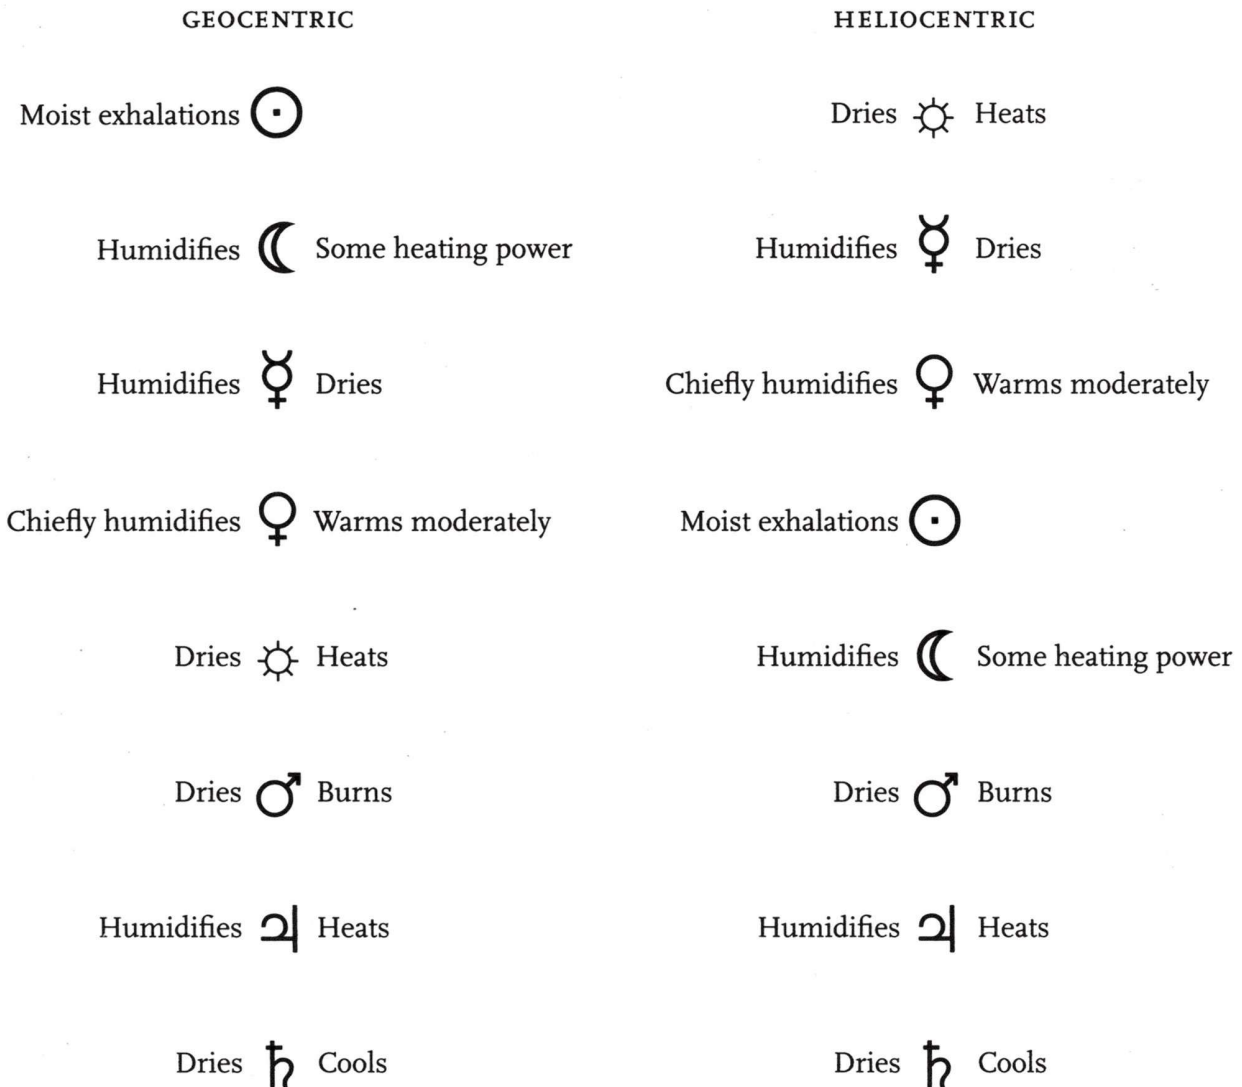 GEOCENTRIC
Moist exhalations ☉
Humidifies ☾ Some heating power
Humidifies ☿ Dries
Chiefly humidifies ♀ Warms moderately
Dries ☼ Heats
Dries ♂ Burns
Humidifies ♃ Heats
Dries ♄ Cools
HELIOCENTRIC
Dries ☼ Heats
Humidifies ☿ Dries
Chiefly humidifies ♀ Warms moderately
Moist exhalations ☉
Humidifies ☾ Some heating power
Dries ♂ Burns
Humidifies ♃ Heats
Dries ♄ Cools